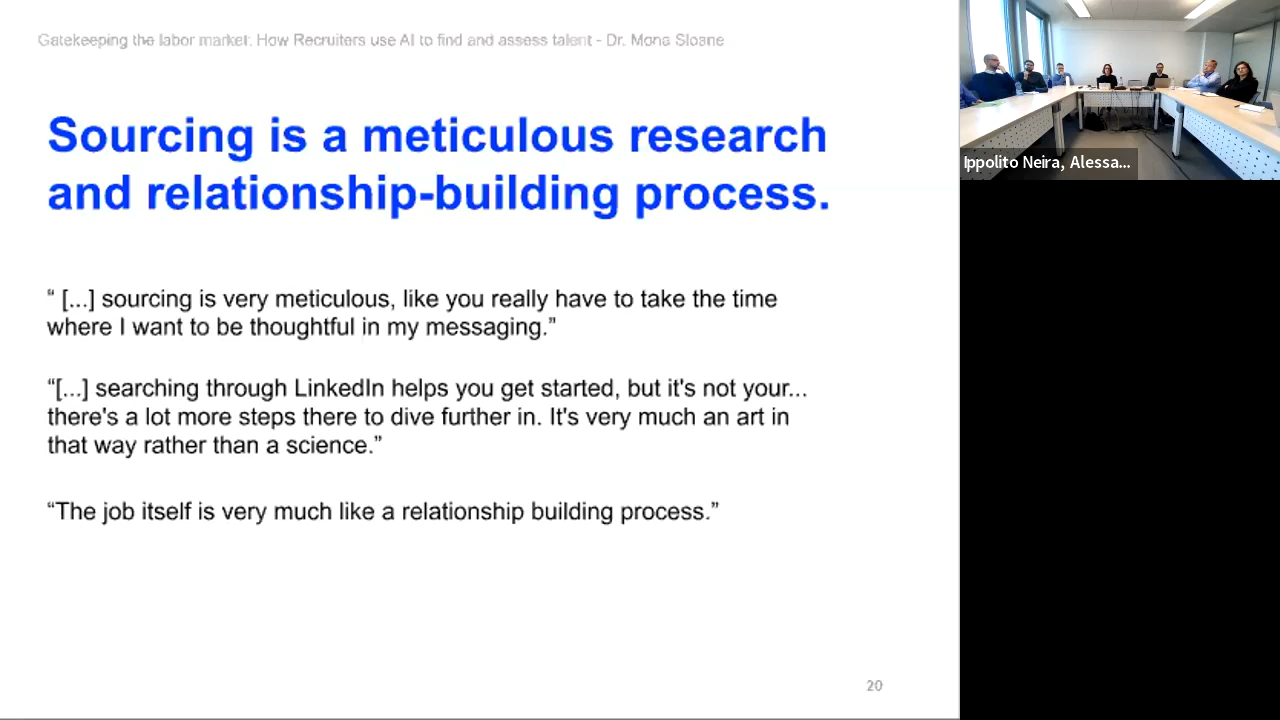 Gatekeeping the labor market: How Recruiters use AI to find and assess talent - Dr. Mona Sloane
Sourcing is a meticulous research
and relationship-building process.
“ [...] sourcing is very meticulous, like you really have to take the time
where I want to be thoughtful in my messaging.”
“[...] searching through LinkedIn helps you get started, but it's not your...
there's a lot more steps there to dive further in. It's very much an art in
that way rather than a science.”
“The job itself is very much like a relationship building process.”
20
Ippolito Neira, Alessa...